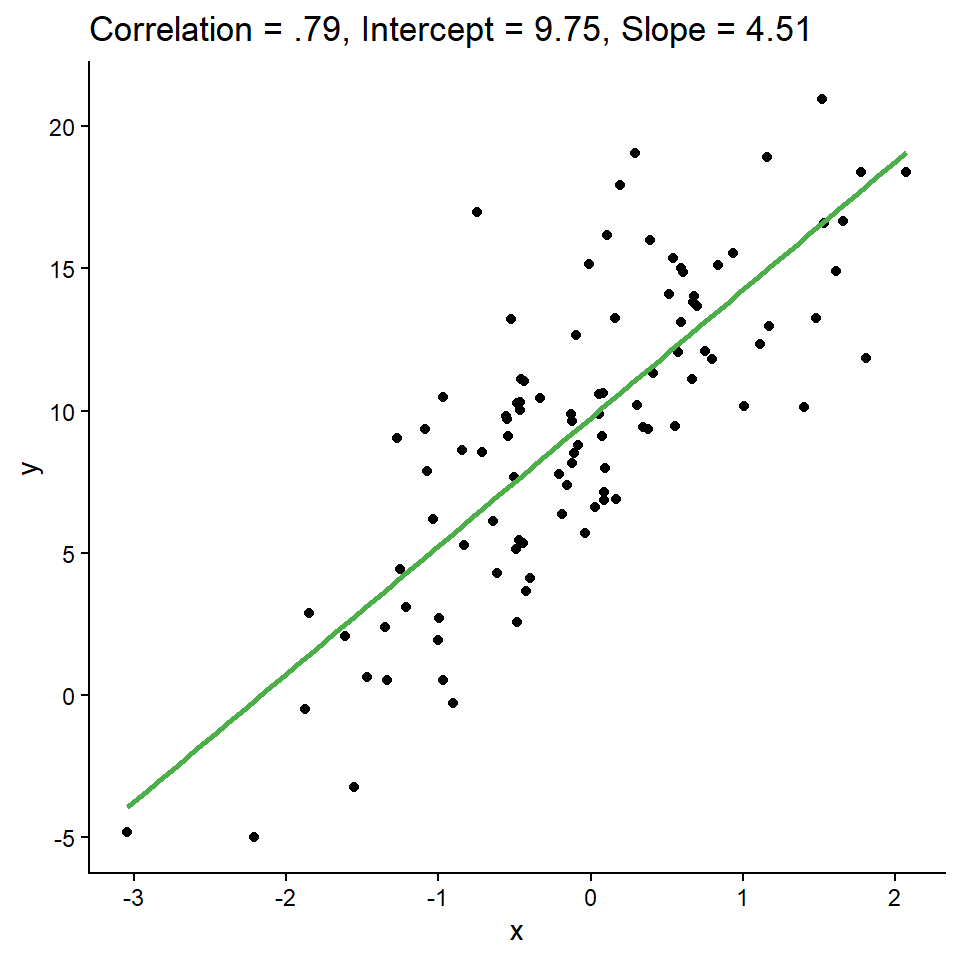 Correlation = .79, Intercept = 9.75, Slope = 4.51
20
15
10
5
0
-5
y
-3 -2 -1 0 1 2
x